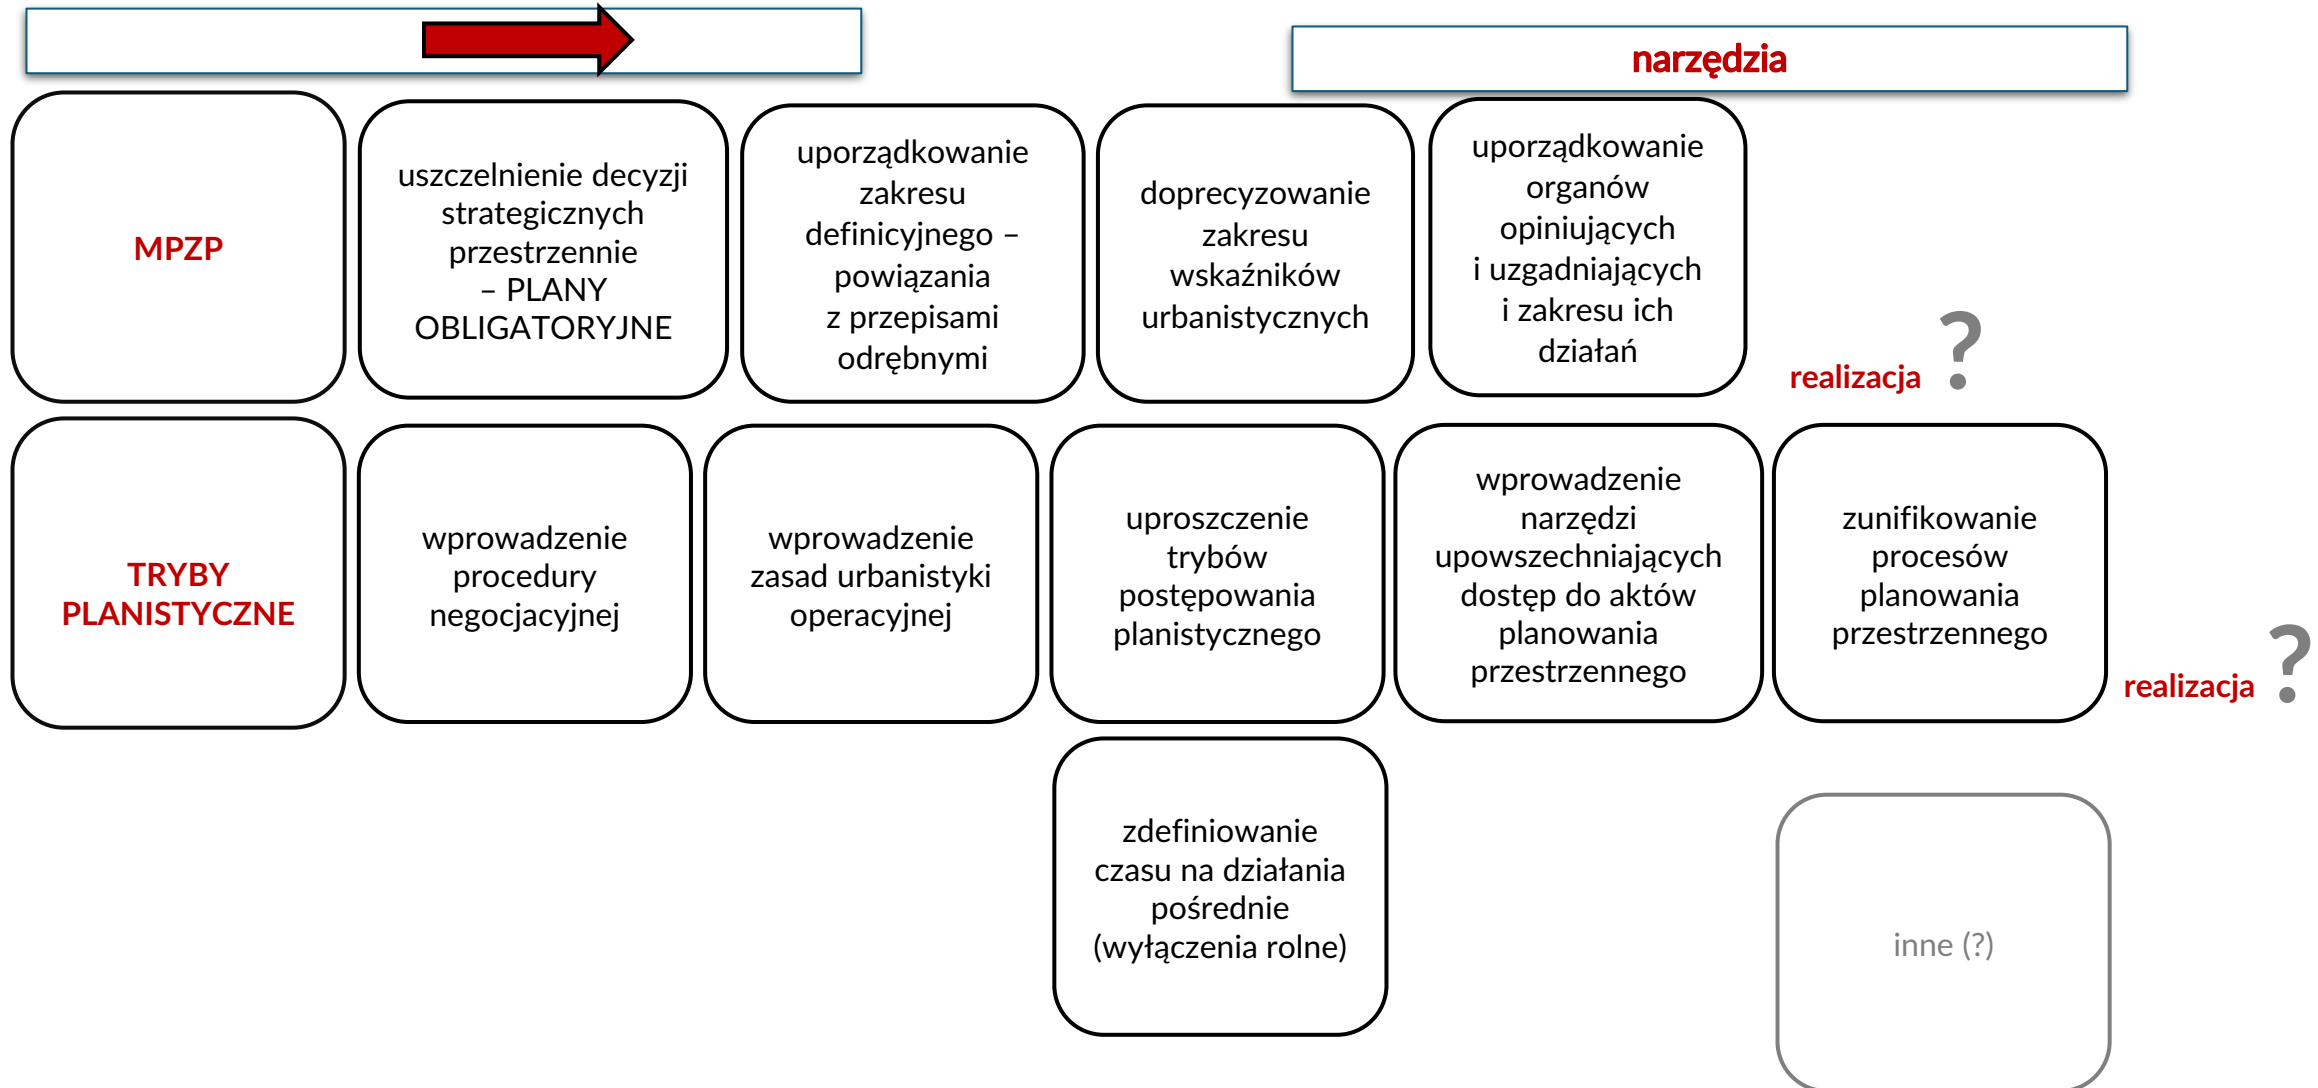 narzędzia
MPZP
uszczelnienie decyzji
strategicznych
przestrzennie
– PLANY
OBLIGATORYJNE
uporządkowanie
zakresu
definicyjnego –
powiązania
z przepisami
odrębnymi
doprecyzowanie
zakresu
wskaźników
urbanistycznych
uporządkowanie
organów
opiniujących
i uzgadniających
i zakresu ich
działań
realizacja ?
TRYBY
PLANISTYCZNE
wprowadzenie
procedury
negocjacyjnej
wprowadzenie
zasad urbanistyki
operacyjnej
uproszczenie
trybów
postępowania
planistycznego
wprowadzenie
narzędzi
upowszechniających
dostęp do aktów
planowania
przestrzennego
zunifikowanie
procesów
planowania
przestrzennego
realizacja ?
zdefiniowanie
czasu na działania
pośrednie
(wyłączenia rolne)
inne (?)